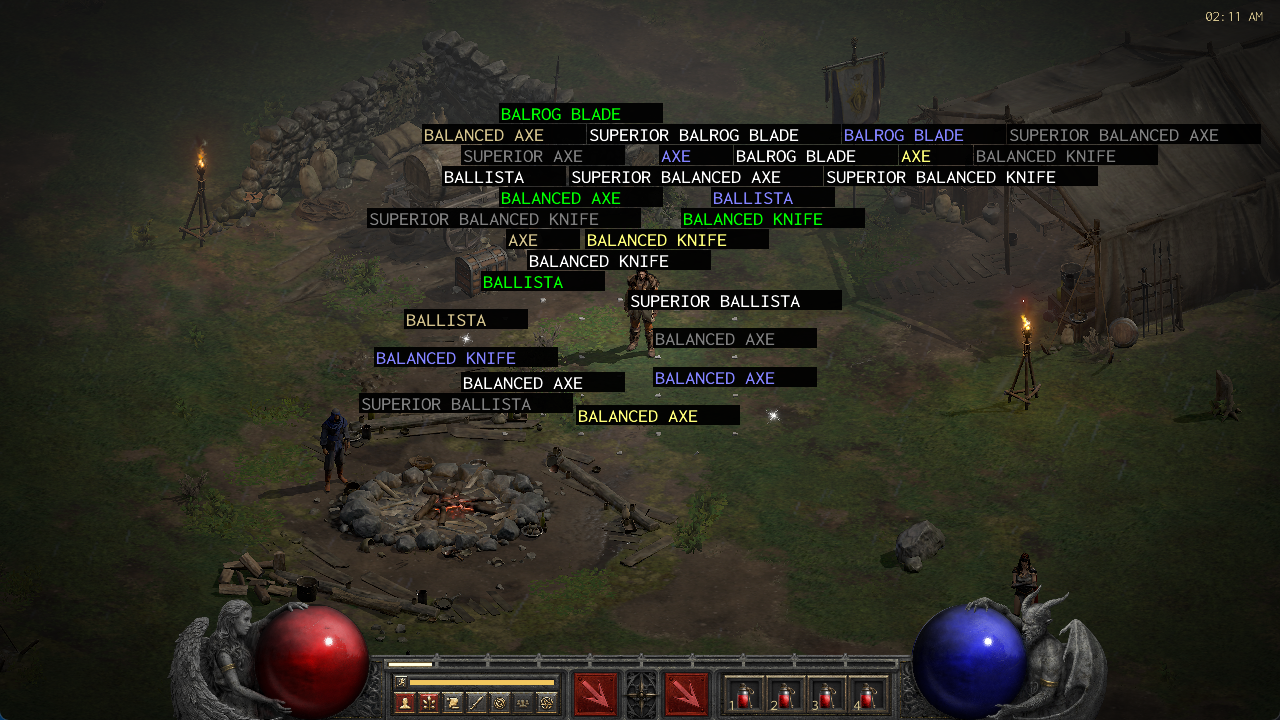 02:11 AM
BALROG BLADE
BALANCED AXE SUPERIOR BALROG BLADE BALROG BLADE SUPERIOR BALANCED AXE
SUPERIOR AXE AXE BALROG BLADE AXE BALANCED KNIFE
BALLISTA SUPERIOR BALANCED AXE SUPERIOR BALANCED KNIFE
BALANCED AXE BALLISTA
SUPERIOR BALANCED KNIFE BALANCED KNIFE
AXE BALANCED KNIFE
BALANCED KNIFE
BALLISTA
SUPERIOR BALLISTA
BALLISTA
BALANCED AXE
BALANCED KNIFE
BALANCED AXE BALANCED AXE
SUPERIOR BALLISTA
BALANCED AXE
1 2 3 4